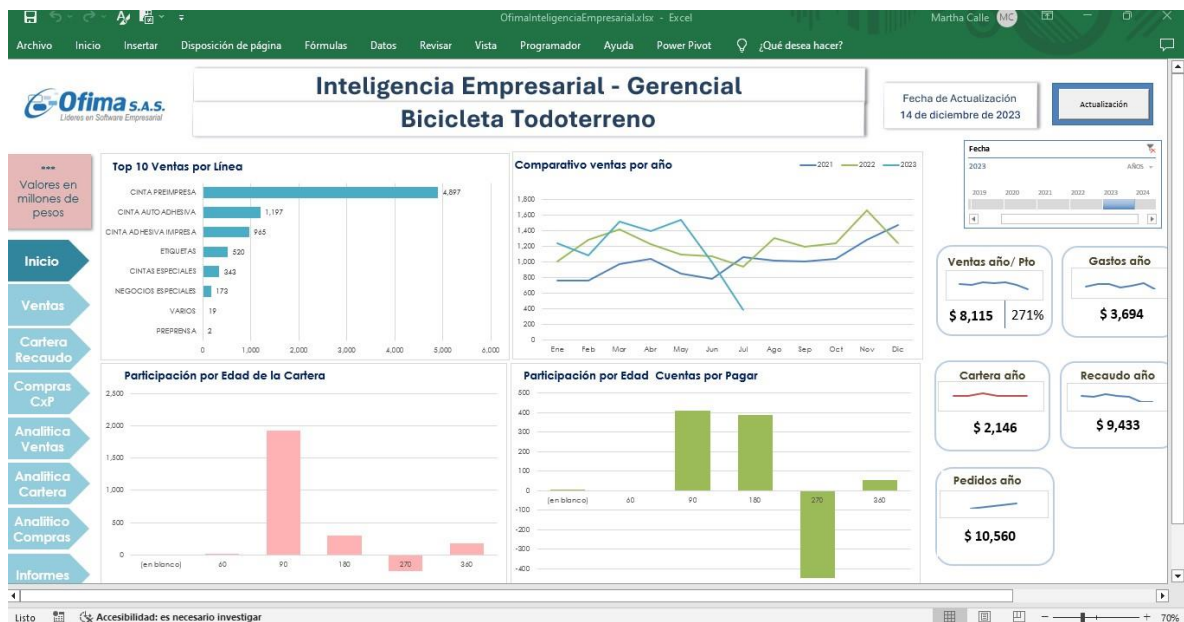 OfimaInteligenciaEmpresarial.xlsx - Excel
Martha Calle
MC
Archivo Inicio Insertar Disposición de página Fórmulas Datos Revisar Vista Programador Ayuda Power Pivot ¿Qué desea hacer?
Ofima S.A.S.
Líderes en Software Empresarial
Inteligencia Empresarial - Gerencial
Bicicleta Todoterreno
Fecha de Actualización
14 de diciembre de 2023
Actualización
***
Valores en
millones de
pesos
Inicio
Ventas
Cartera
Recaudo
Compras
CxP
Analítica
Ventas
Analítica
Cartera
Analítico
Compras
Informes
Top 10 Ventas por Línea
CINTA PREIMPRESA 4,897
CINTA AUTOADHESIVA 1,197
CINTA ADHESIVA IMPRESA 965
ETIQUETAS 520
CINTAS ESPECIALES 343
NEGOCIOS ESPECIALES 173
VARIOS 19
PREPRENSA 2
0 1,000 2,000 3,000 4,000 5,000 6,000
Comparativo ventas por año
2021 2022 2023
1,800
1,600
1,400
1,200
1,000
800
600
400
200
0
Ene Feb Mar Abr May Jun Jul Ago Sep Oct Nov Dic
Fecha
2023 AÑOS
2019 2020 2021 2022 2023 2024
Ventas año/ Pto
$ 8,115 271%
Gastos año
$ 3,694
Participación por Edad de la Cartera
2,500
2,000
1,500
1,000
500
0
(en blanco) 60 90 180 270 360
Participación por Edad Cuentas por Pagar
500
400
300
200
100
0
-100
-200
-300
-400
(en blanco) 60 90 180 270 360
Cartera año
$ 2,146
Recaudo año
$ 9,433
Pedidos año
$ 10,560
Listo Accesibilidad: es necesario investigar 70%